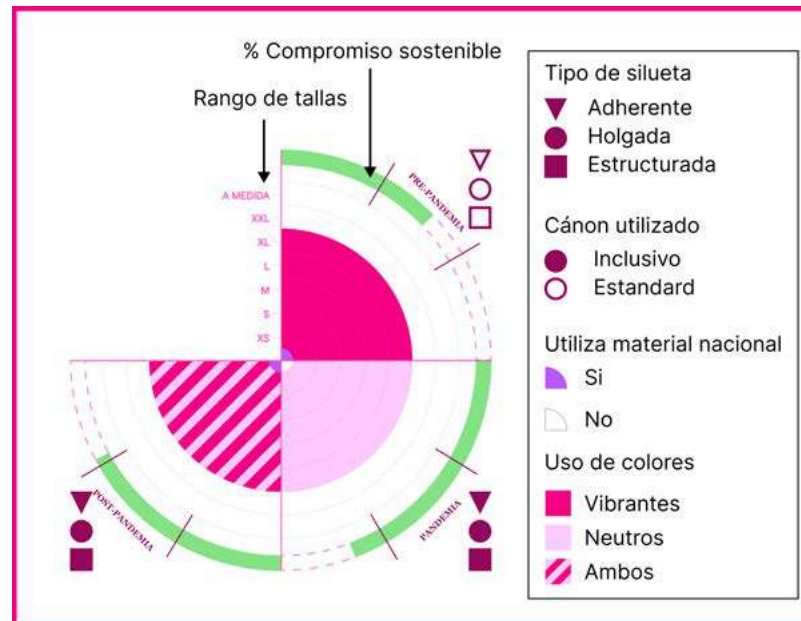 % Compromiso sostenible
Rango de tallas
A MEDIDA
XXL
XL
L
M
S
XS
PRE-PANDEMIA
PANDEMIA
POST-PANDEMIA
Tipo de silueta
Adherente
Holgada
Estructurada
Cánon utilizado
Inclusivo
Estandard
Utiliza material nacional
Si
No
Uso de colores
Vibrantes
Neutros
Ambos